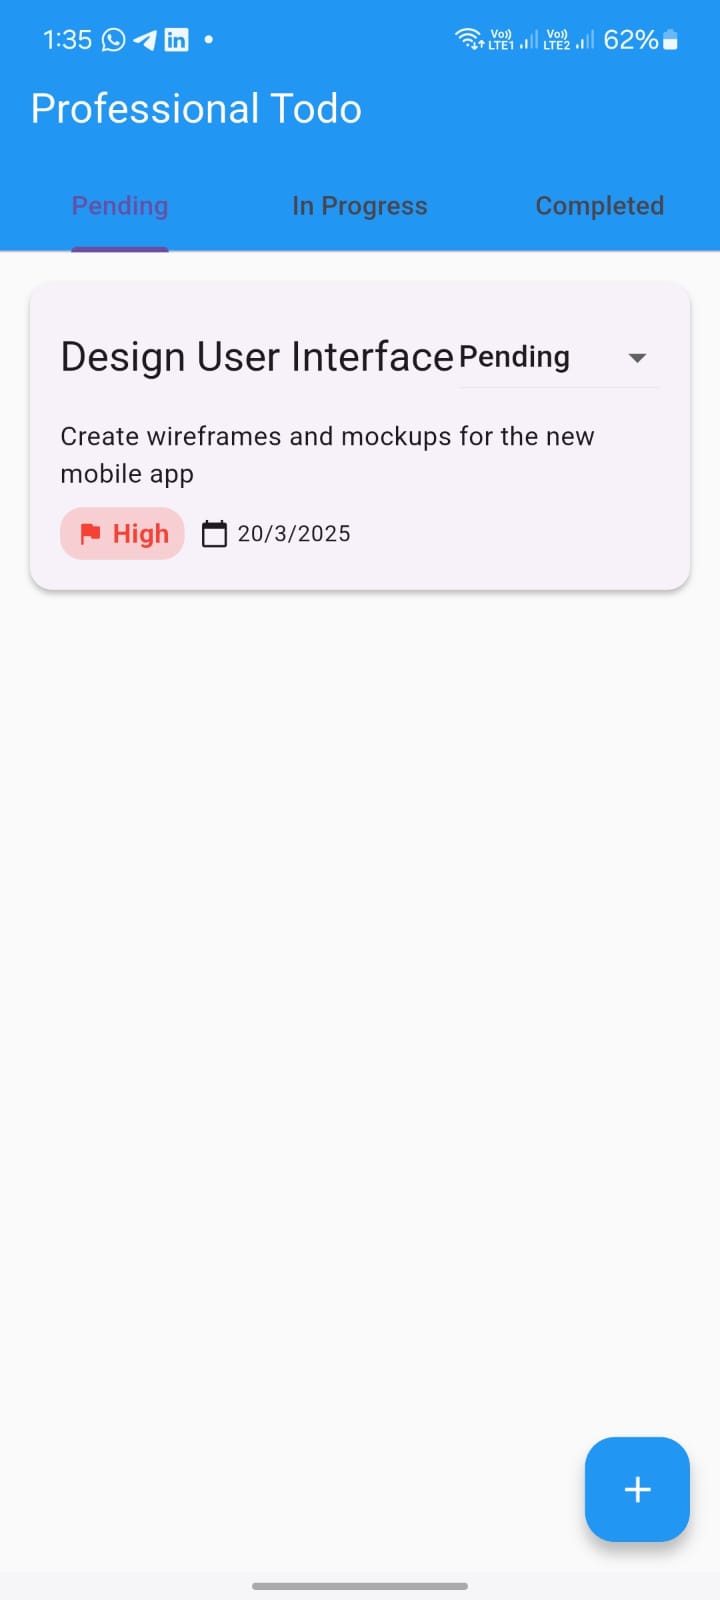 1:35 Vo)) LTE1 Vo)) LTE2 62%
Professional Todo
Pending In Progress Completed
Design User Interface Pending
Create wireframes and mockups for the new
mobile app
High 20/3/2025